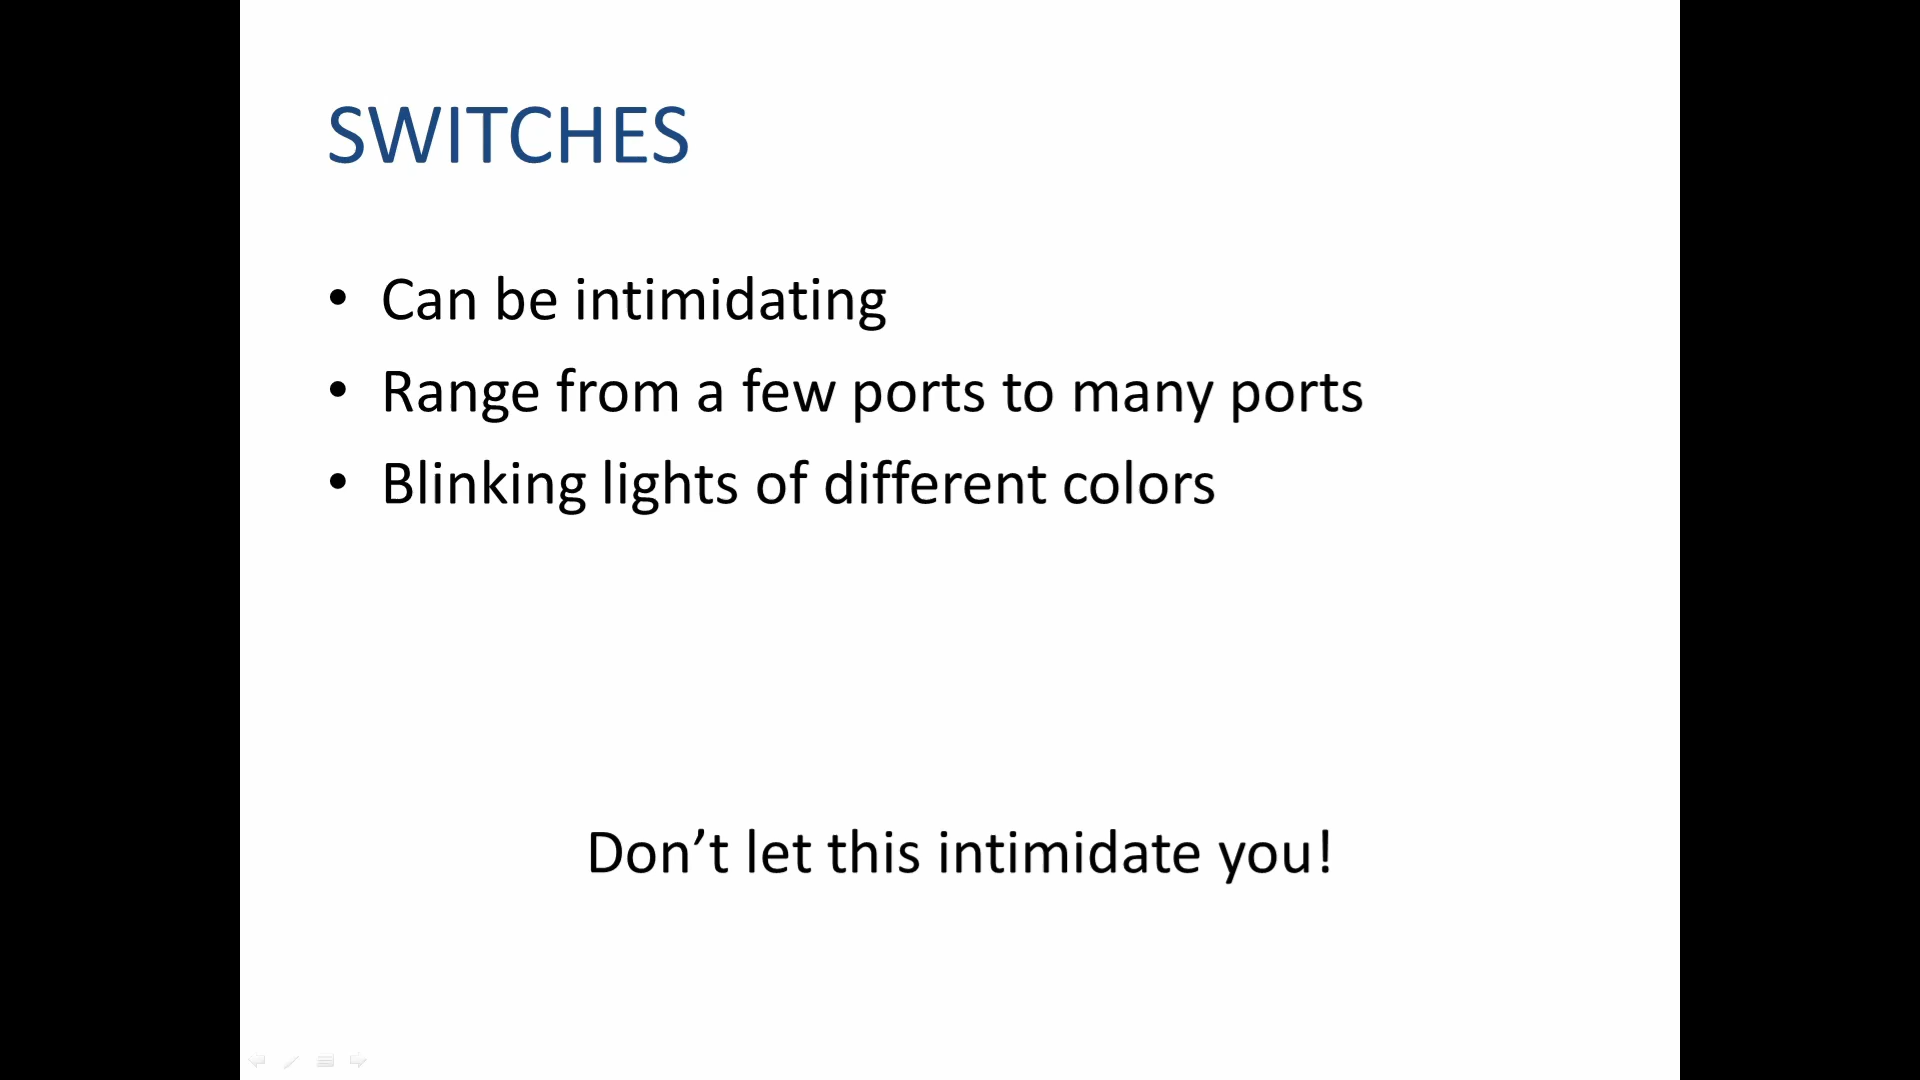 SWITCHES
• Can be intimidating
• Range from a few ports to many ports
• Blinking lights of different colors
Don’t let this intimidate you!